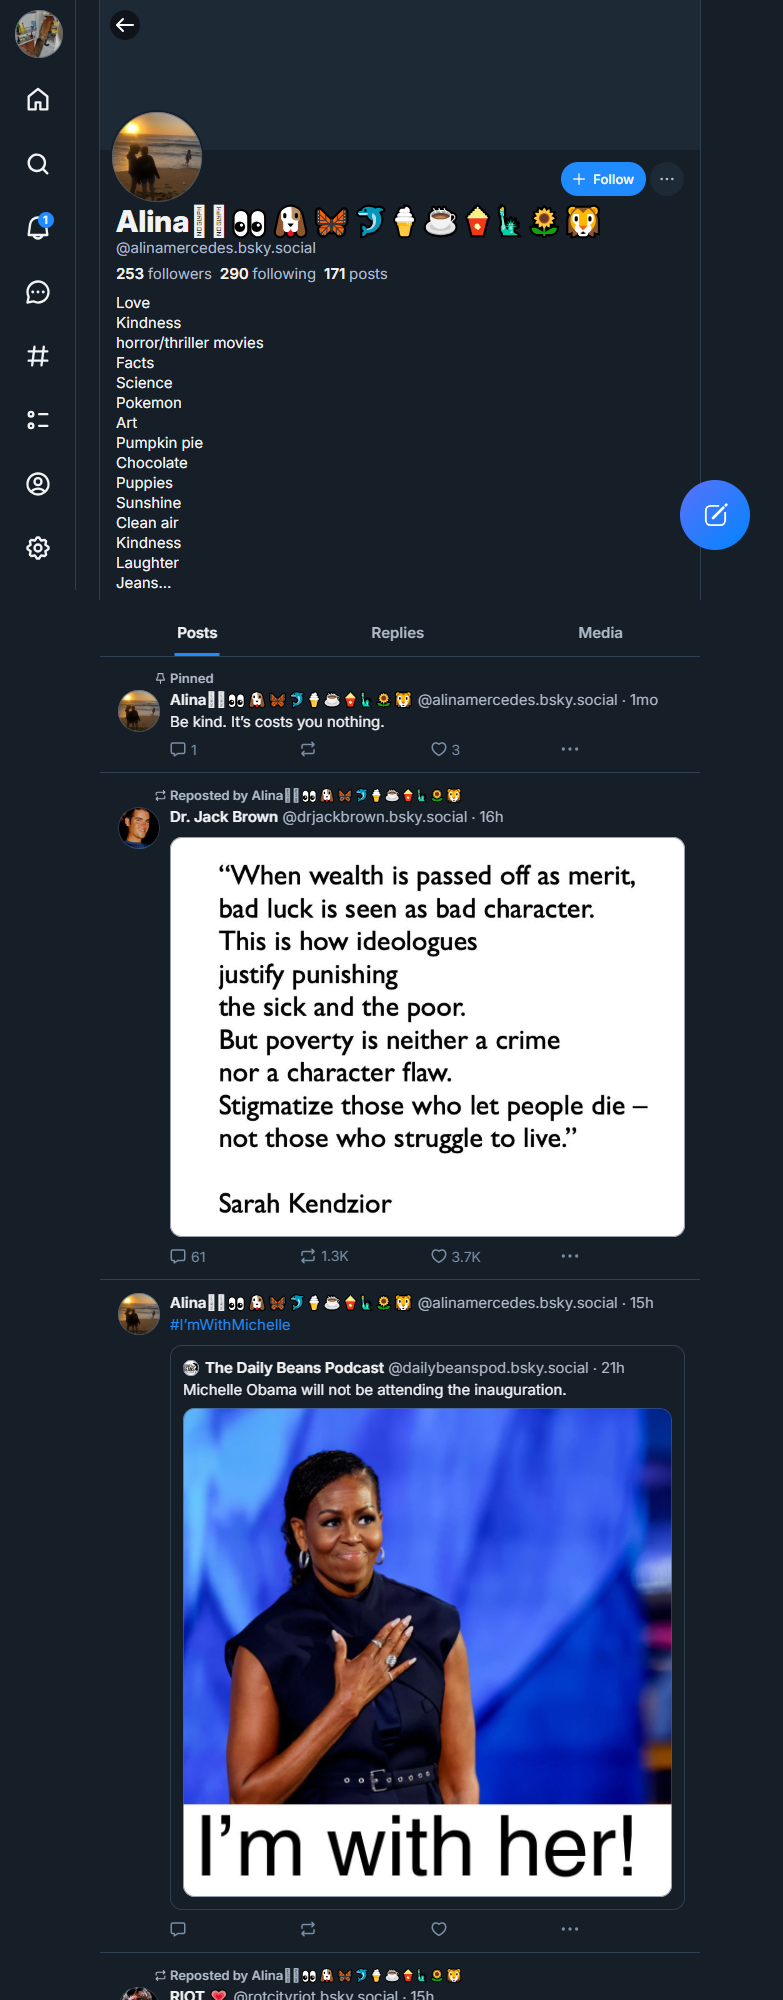 1
Follow
Alina👀🐶🦋🐬🍦☕🍿🗽🌻🐯
@alinamercedes.bsky.social
253 followers 290 following 171 posts
Love
Kindness
horror/thriller movies
Facts
Science
Pokemon
Art
Pumpkin pie
Chocolate
Puppies
Sunshine
Clean air
Kindness
Laughter
Jeans...
Posts Replies Media
Pinned
Alina👀🐶🦋🐬🍦☕🍿🗽🌻🐯 @alinamercedes.bsky.social · 1mo
Be kind. It’s costs you nothing.
1 3
Reposted by Alina👀🐶🦋🐬🍦☕🍿🗽🌻🐯
Dr. Jack Brown @drjackbrown.bsky.social · 16h
“When wealth is passed off as merit,
bad luck is seen as bad character.
This is how ideologues
justify punishing
the sick and the poor.
But poverty is neither a crime
nor a character flaw.
Stigmatize those who let people die –
not those who struggle to live.”
Sarah Kendzior
61 1.3K 3.7K
Alina👀🐶🦋🐬🍦☕🍿🗽🌻🐯 @alinamercedes.bsky.social · 15h
#I’mWithMichelle
The Daily Beans Podcast @dailybeanspod.bsky.social · 21h
Michelle Obama will not be attending the inauguration.
I’m with her!
Reposted by Alina👀🐶🦋🐬🍦☕🍿🗽🌻🐯
RIOT ❤️ @rotcityriot.bsky.social · 15h